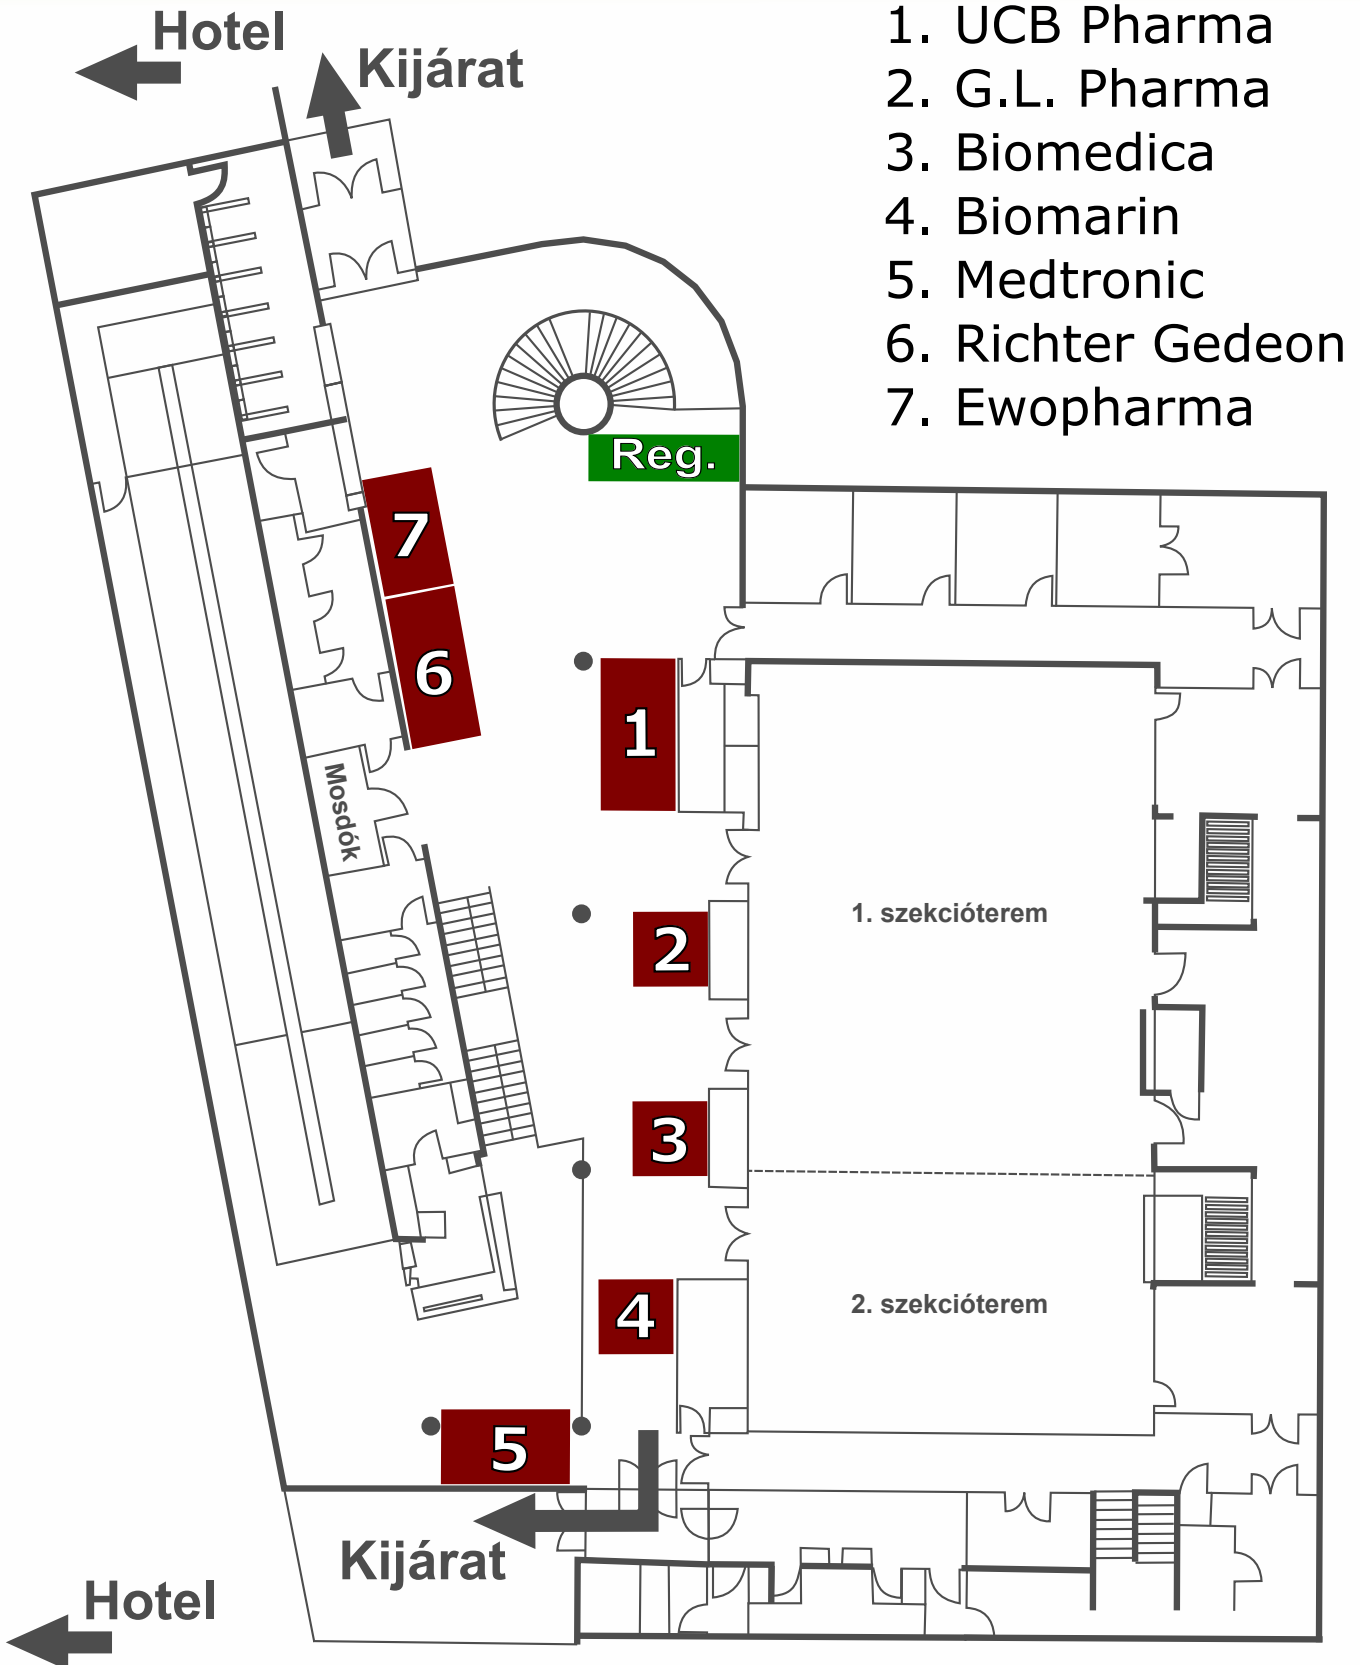 Hotel
Kijárat
1. UCB Pharma
2. G.L. Pharma
3. Biomedica
4. Biomarin
5. Medtronic
6. Richter Gedeon
7. Ewopharma
Reg.
7
6
1
Mosdók
2
1. szekcióterem
3
4
2. szekcióterem
5
Kijárat
Hotel